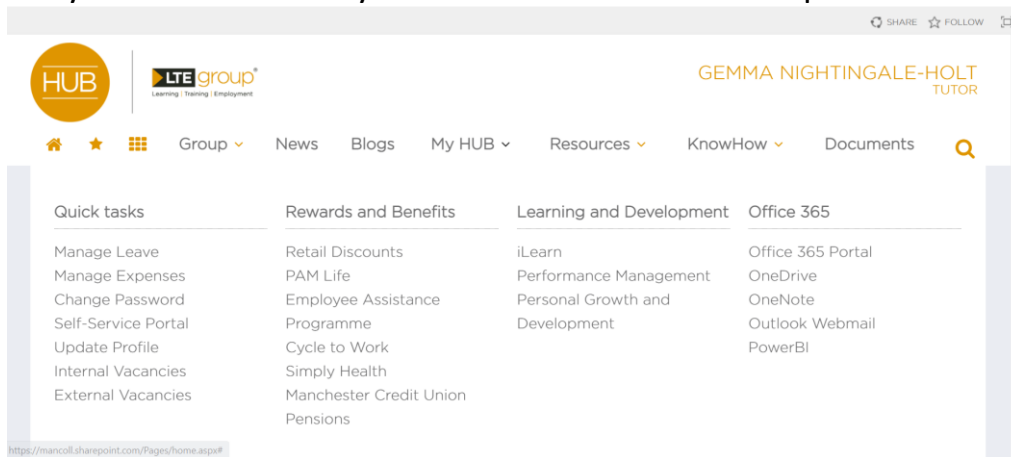 SHARE FOLLOW
HUB
LTE group®
Learning | Training | Employment
GEMMA NIGHTINGALE-HOLT
TUTOR
Group News Blogs My HUB Resources KnowHow Documents
Quick tasks
Manage Leave
Manage Expenses
Change Password
Self-Service Portal
Update Profile
Internal Vacancies
External Vacancies
Rewards and Benefits
Retail Discounts
PAM Life
Employee Assistance
Programme
Cycle to Work
Simply Health
Manchester Credit Union
Pensions
Learning and Development
iLearn
Performance Management
Personal Growth and
Development
Office 365
Office 365 Portal
OneDrive
OneNote
Outlook Webmail
PowerBI
https://mancoll.sharepoint.com/Pages/home.aspx#